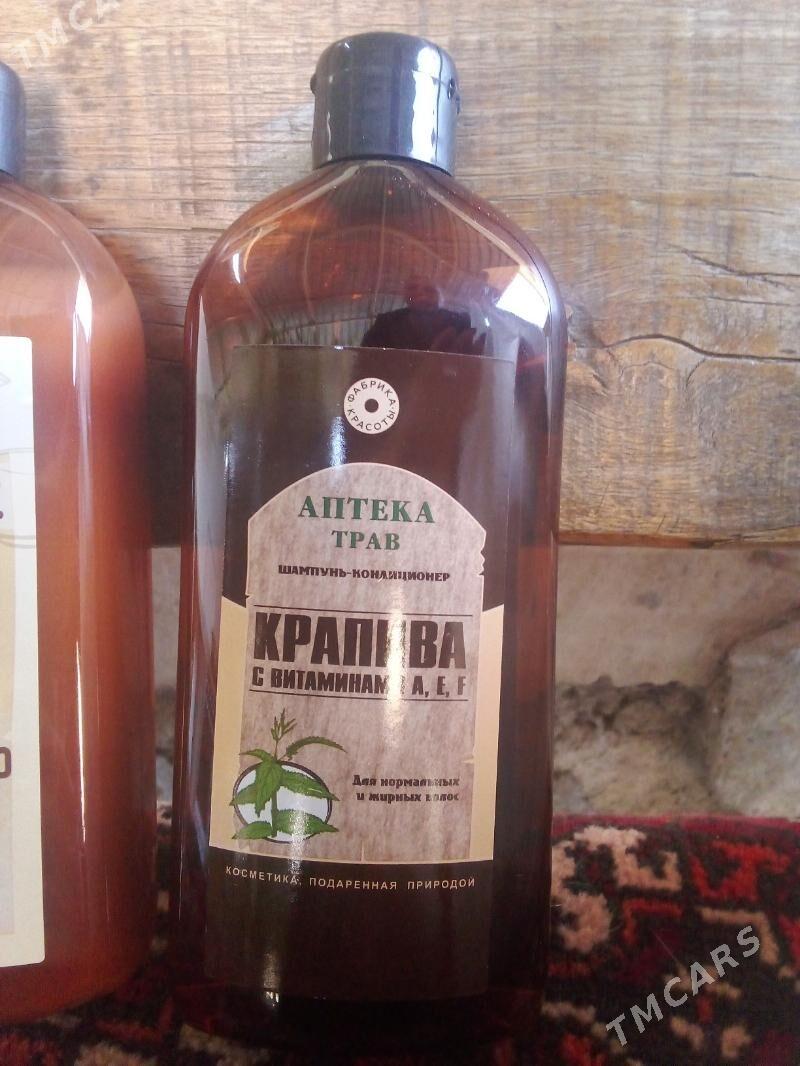 TMCARS
ФАБРИКА КРАСОТЫ
АПТЕКА
ТРАВ
ШАМПУНЬ-КОНДИЦИОНЕР
КРАПИВА
С ВИТАМИНАМИ А, Е, F
Для нормальных
и жирных волос
КОСМЕТИКА, ПОДАРЕННАЯ ПРИРОДОЙ
TMCARS